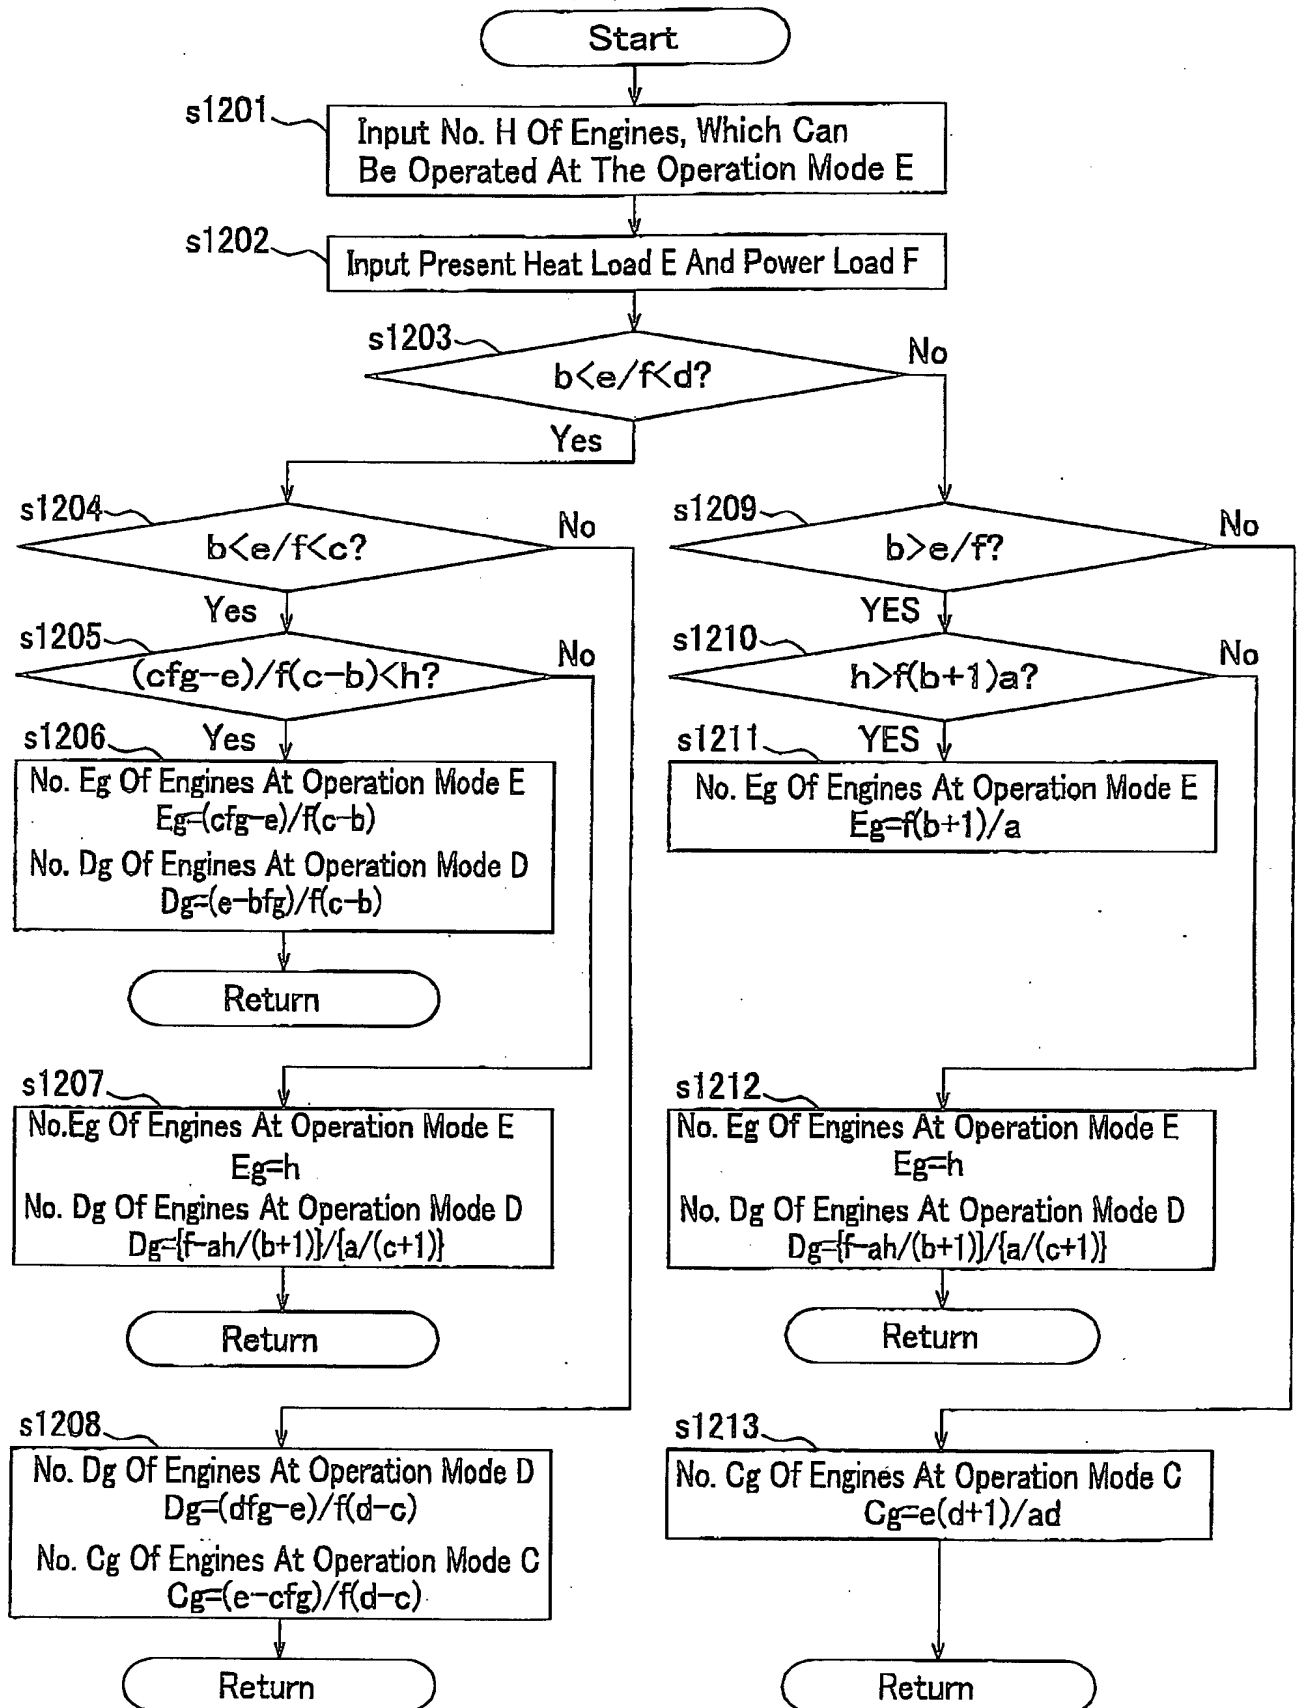 Start
s1201
Input No. H Of Engines, Which Can
Be Operated At The Operation Mode E
s1202
Input Present Heat Load E And Power Load F
s1203
b<e/f<d?
No
Yes
s1204
b<e/f<c?
No
Yes
s1205
(cfg-e)/f(c-b)<h?
No
Yes
s1206
No. Eg Of Engines At Operation Mode E
Eg=(cfg-e)/f(c-b)
No. Dg Of Engines At Operation Mode D
Dg=(e-bfg)/f(c-b)
Return
s1207
No.Eg Of Engines At Operation Mode E
Eg=h
No. Dg Of Engines At Operation Mode D
Dg={f-ah/(b+1)}/{a/(c+1)}
Return
s1208
No. Dg Of Engines At Operation Mode D
Dg=(dfg-e)/f(d-c)
No. Cg Of Engines At Operation Mode C
Cg=(e-cfg)/f(d-c)
Return
s1209
b>e/f?
No
YES
s1210
h>f(b+1)a?
No
YES
s1211
No. Eg Of Engines At Operation Mode E
Eg=f(b+1)/a
s1212
No. Eg Of Engines At Operation Mode E
Eg=h
No. Dg Of Engines At Operation Mode D
Dg={f-ah/(b+1)}/{a/(c+1)}
Return
s1213
No. Cg Of Engines At Operation Mode C
Cg=e(d+1)/ad
Return